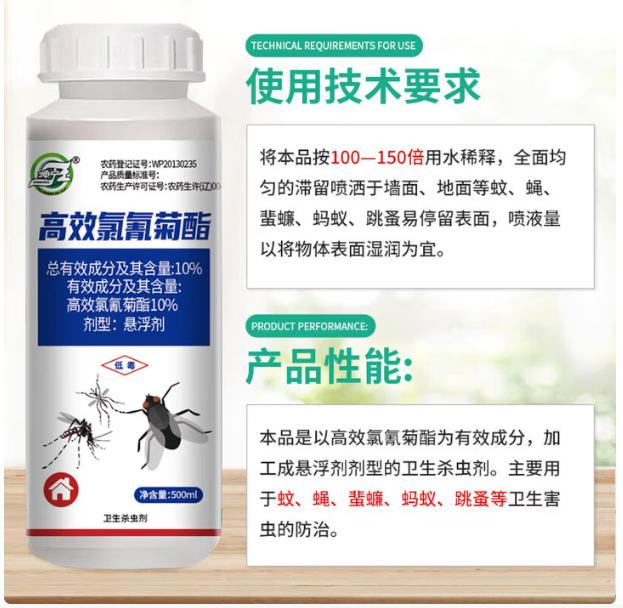 农药登记证号:WP20130235
产品质量标准号:
农药生产许可证号:农药生许(辽)00
高效氯氰菊酯
总有效成分及其含量:10%
有效成分及其含量:
高效氯氰菊酯10%
剂型：悬浮剂
低毒
净含量:500ml
卫生杀虫剂
TECHNICAL REQUIREMENTS FOR USE
使用技术要求
将本品按100—150倍用水稀释，全面均
匀的滞留喷洒于墙面、地面等蚊、蝇、
蜚蠊、蚂蚁、跳蚤易停留表面，喷液量
以将物体表面湿润为宜。
PRODUCT PERFORMANCE:
产品性能:
本品是以高效氯氰菊酯为有效成分，加
工成悬浮剂剂型的卫生杀虫剂。主要用
于蚊、蝇、蜚蠊、蚂蚁、跳蚤等卫生害
虫的防治。